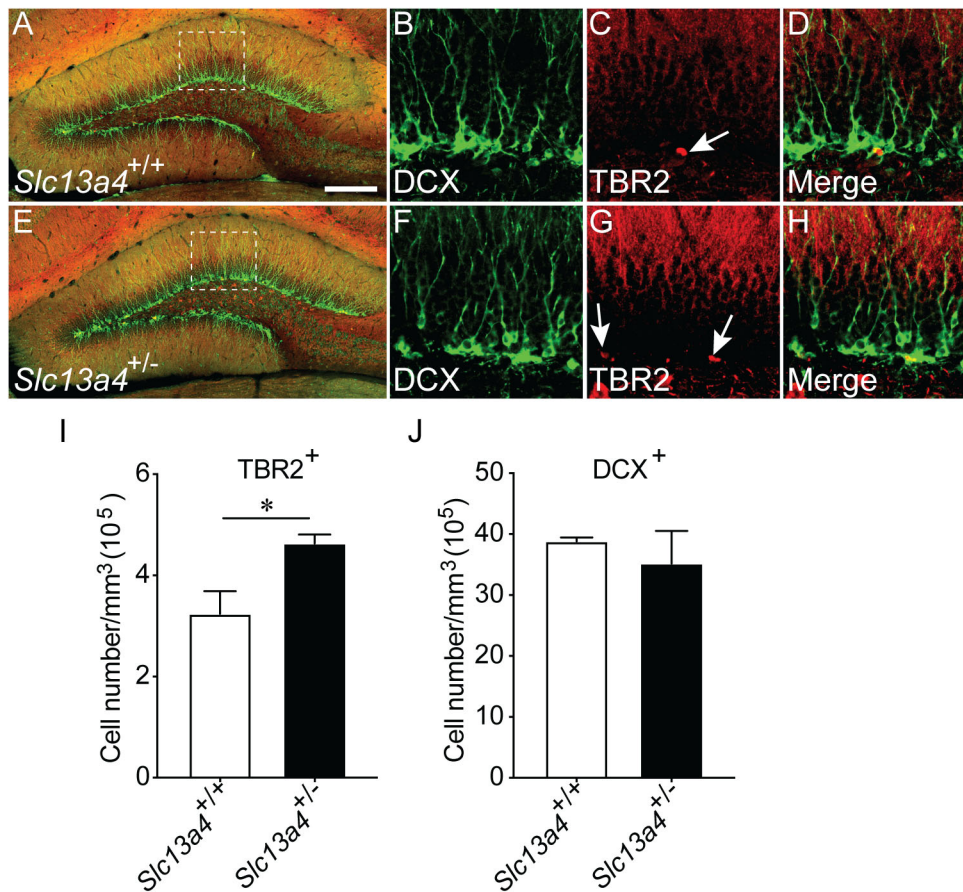 A
Slc13a4+/+
B
DCX
C
TBR2
D
Merge
E
Slc13a4+/-
F
DCX
G
TBR2
H
Merge
I
TBR2+
*
Cell number/mm3 (105)
6
4
2
0
Slc13a4+/+
Slc13a4+/-
J
DCX+
Cell number/mm3 (105)
50
40
30
20
10
0
Slc13a4+/+
Slc13a4+/-